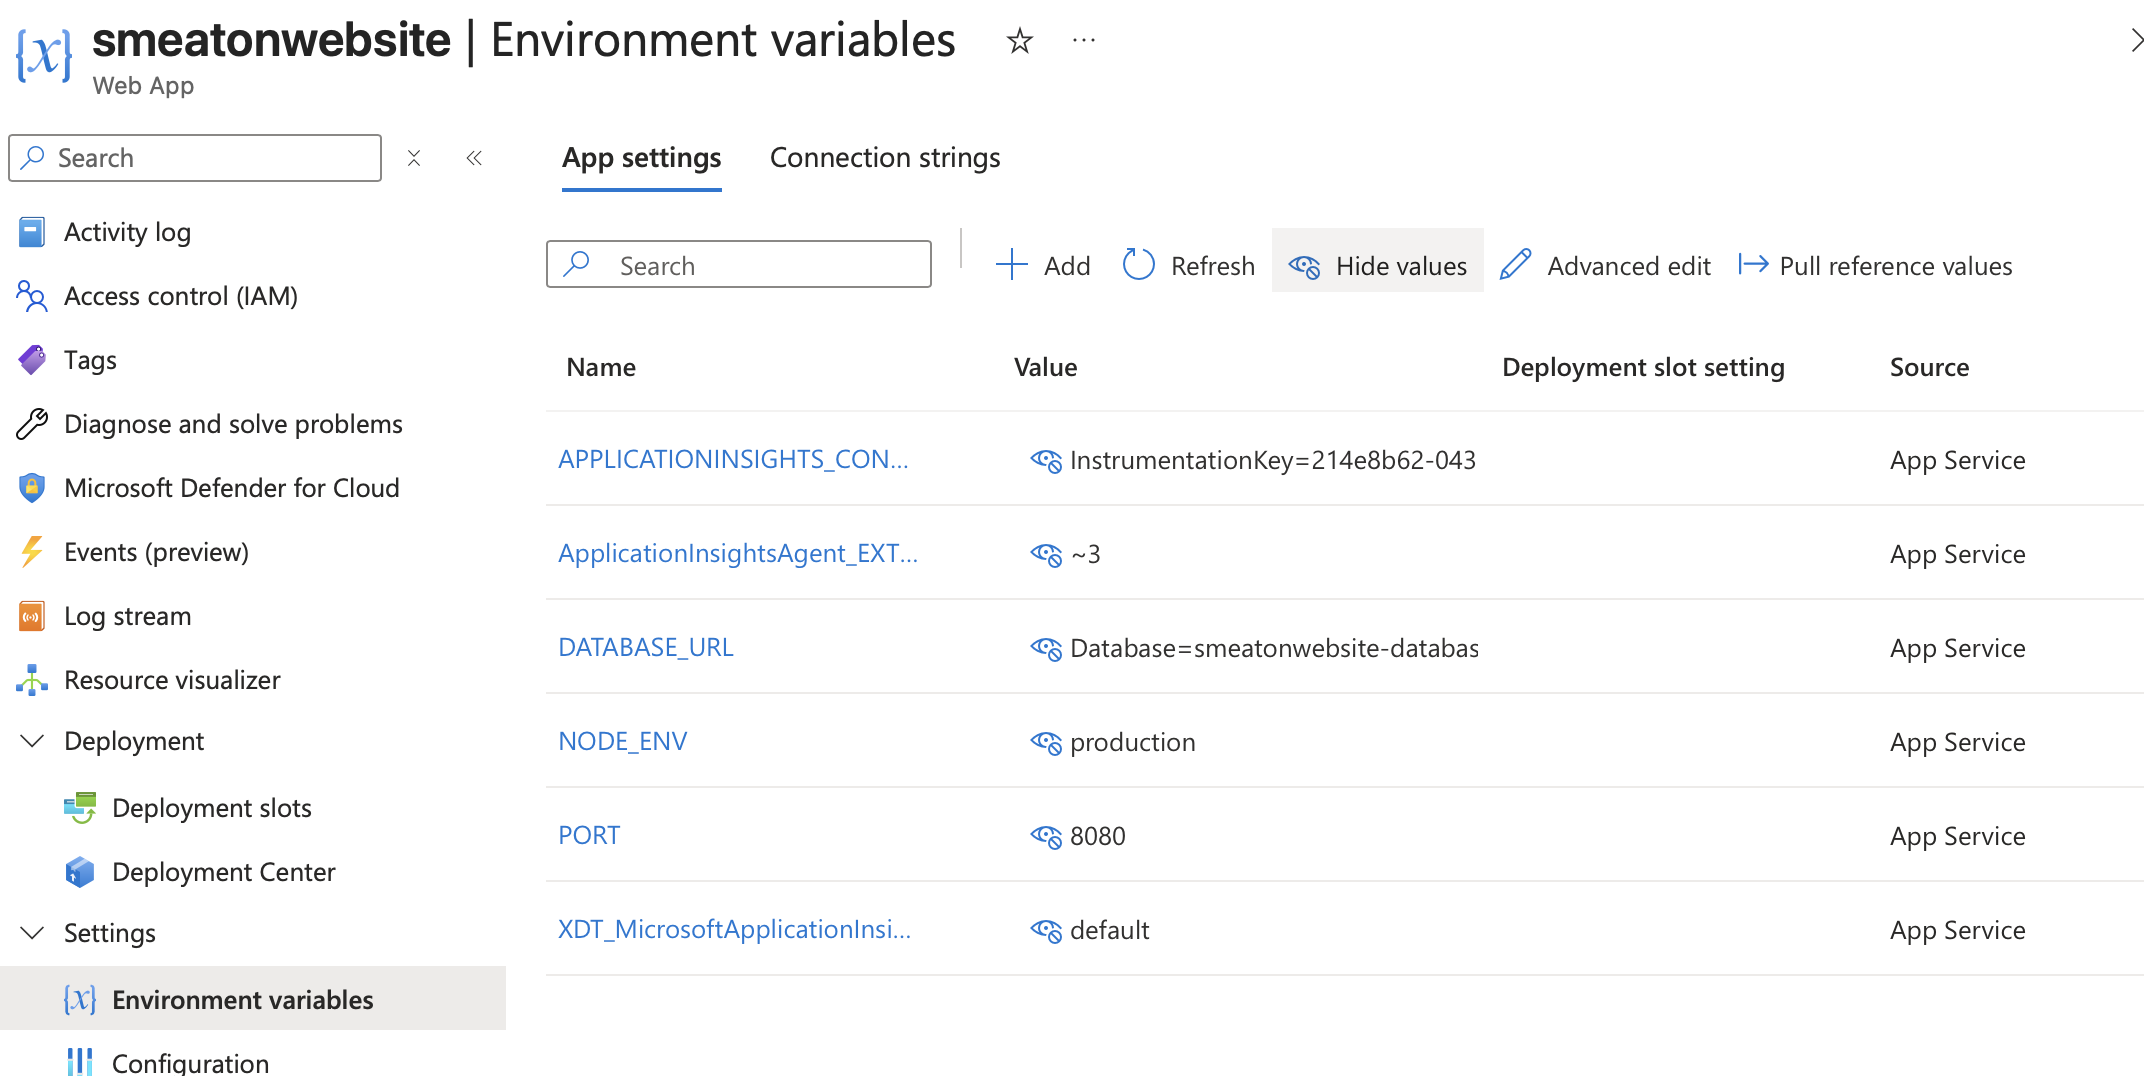 smeatonwebsite | Environment variables
Web App
Search
Activity log
Access control (IAM)
Tags
Diagnose and solve problems
Microsoft Defender for Cloud
Events (preview)
Log stream
Resource visualizer
Deployment
Deployment slots
Deployment Center
Settings
Environment variables
Configuration
App settings Connection strings
Search Add Refresh Hide values Advanced edit Pull reference values
Name Value Deployment slot setting Source
APPLICATIONINSIGHTS_CON... InstrumentationKey=214e8b62-043 App Service
ApplicationInsightsAgent_EXT... ~3 App Service
DATABASE_URL Database=smeatonwebsite-databas App Service
NODE_ENV production App Service
PORT 8080 App Service
XDT_MicrosoftApplicationInsi... default App Service